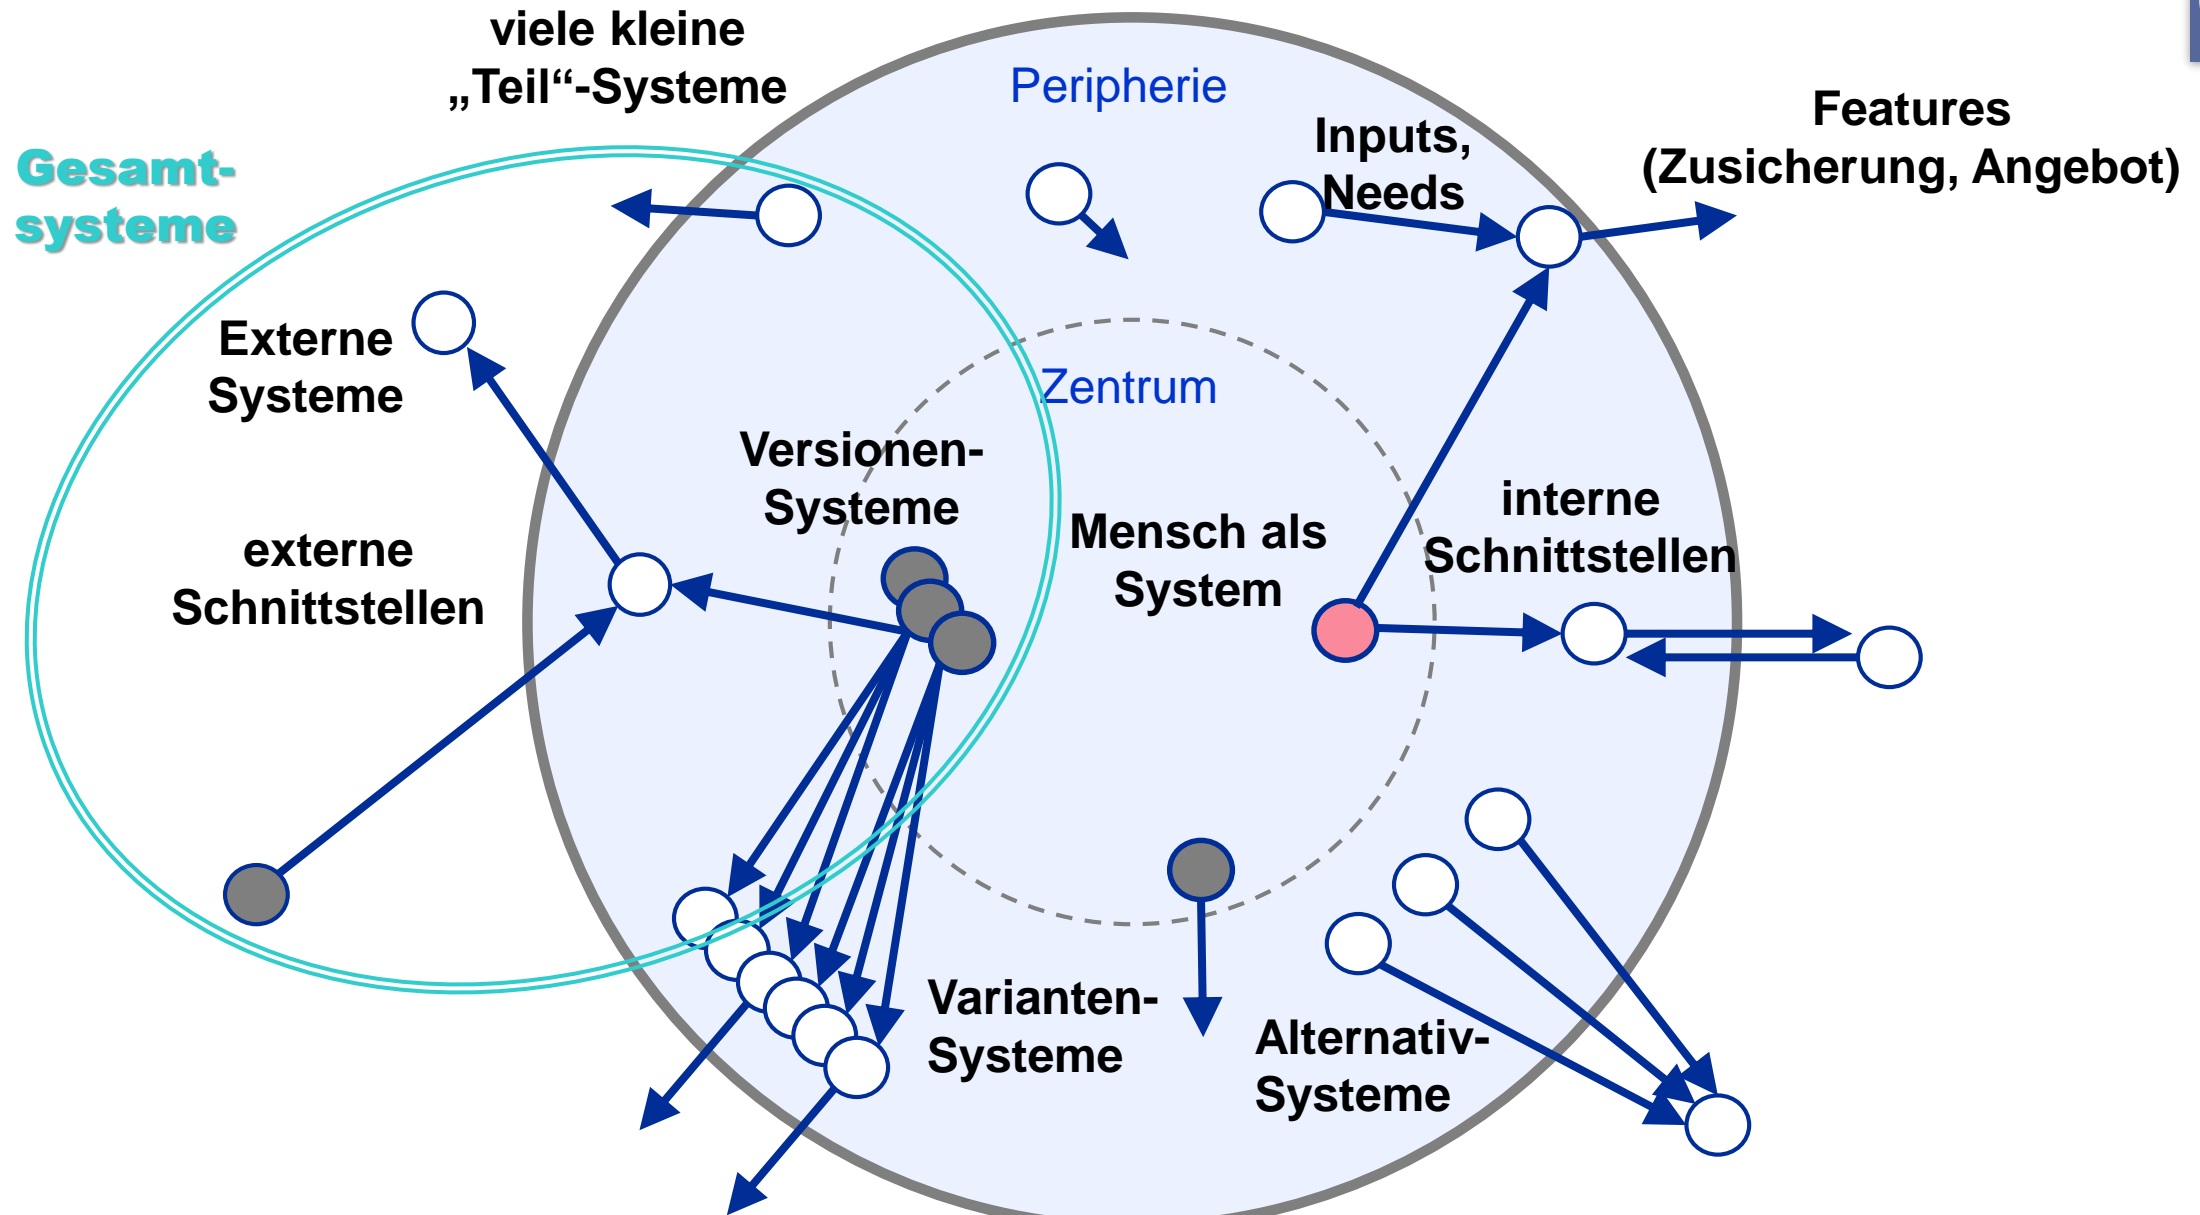 viele kleine
„Teil“-Systeme
Peripherie
Inputs,
Needs
Features
(Zusicherung, Angebot)
Gesamt-
systeme
Externe
Systeme
Zentrum
Versionen-
Systeme
Mensch als
System
interne
Schnittstellen
externe
Schnittstellen
Varianten-
Systeme
Alternativ-
Systeme